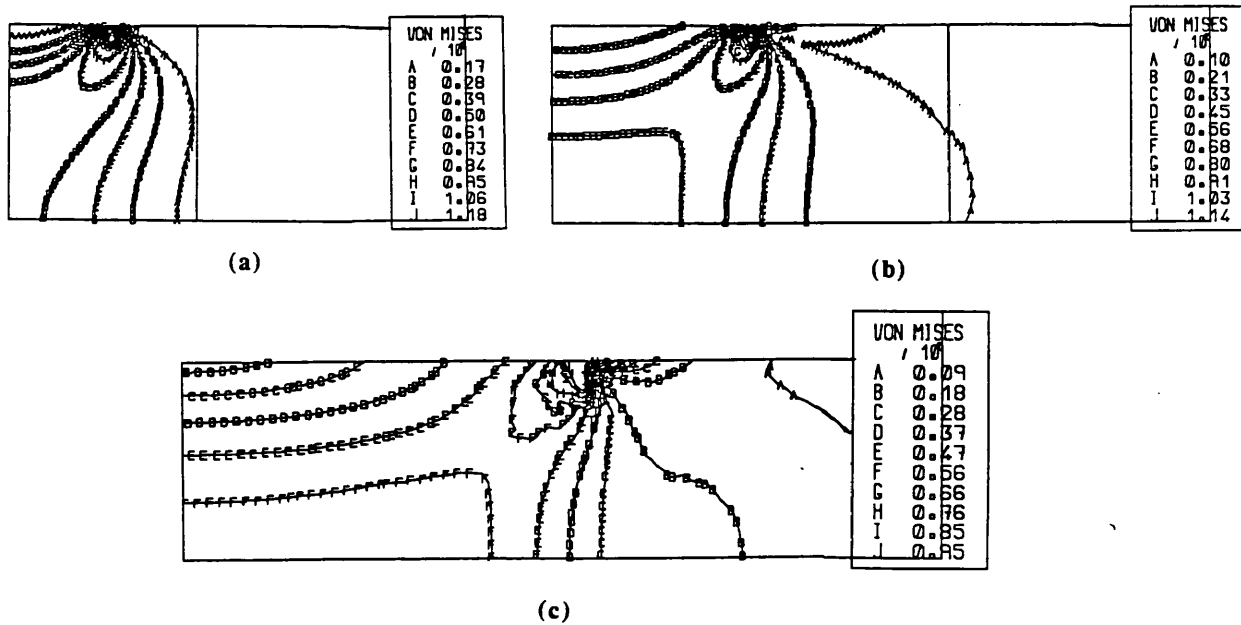 VON MISES
/ 10⁶
A 0.17
B 0.28
C 0.39
D 0.50
E 0.61
F 0.73
G 0.84
H 0.95
I 1.06
J 1.18
(a)
VON MISES
A 0.10
B 0.21
C 0.33
D 0.45
E 0.56
F 0.68
G 0.80
H 0.91
I 1.03
J 1.14
(b)
VON MISES
A 0.09
B 0.18
C 0.28
D 0.37
E 0.47
F 0.56
G 0.66
H 0.76
I 0.85
J 0.95
(c)